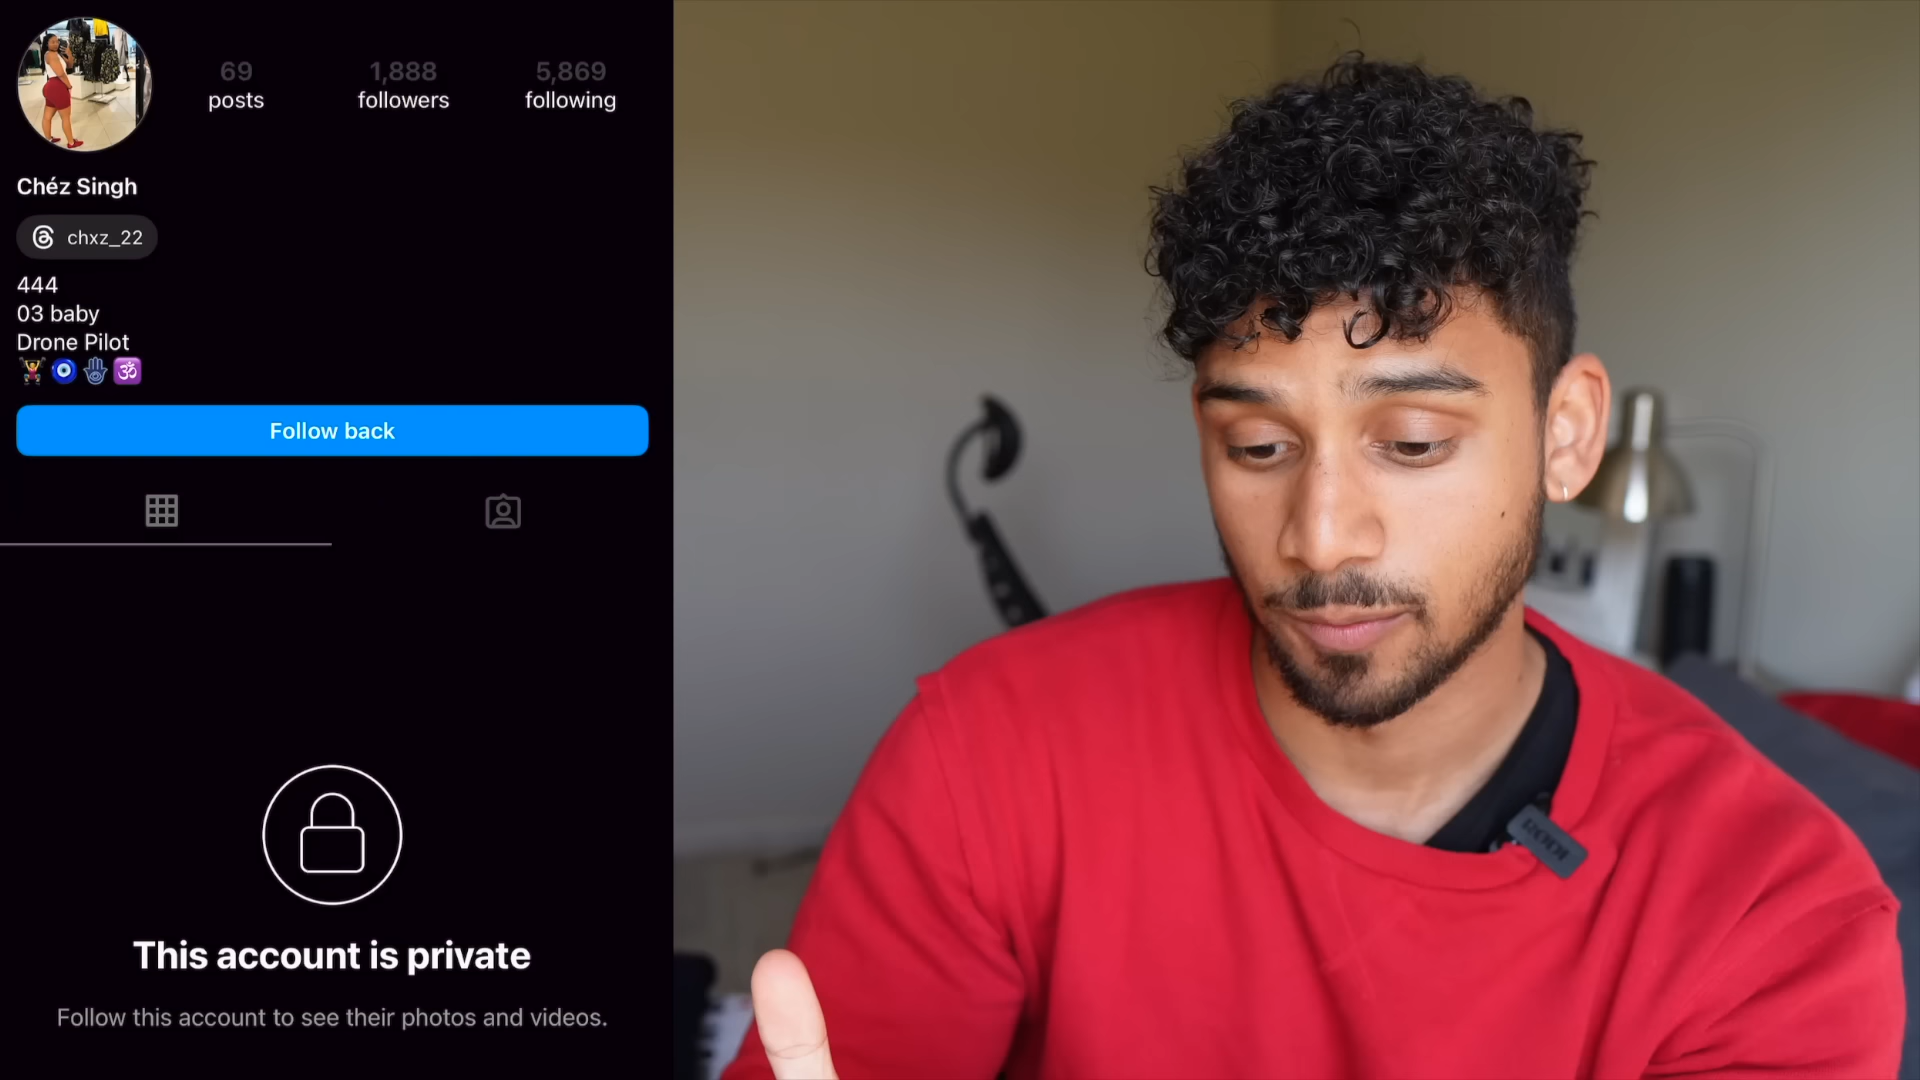 69 1,888 5,869
posts followers following
Chéz Singh
chxz_22
444
03 baby
Drone Pilot
🕉
Follow back
This account is private
Follow this account to see their photos and videos.